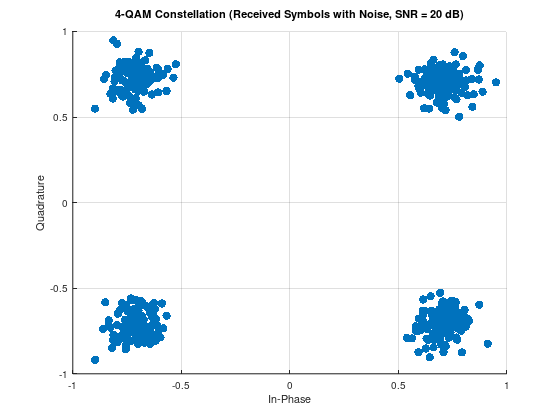 4-QAM Constellation (Received Symbols with Noise, SNR = 20 dB)
1
0.5
0
-0.5
-1
Quadrature
-1 -0.5 0 0.5 1
In-Phase